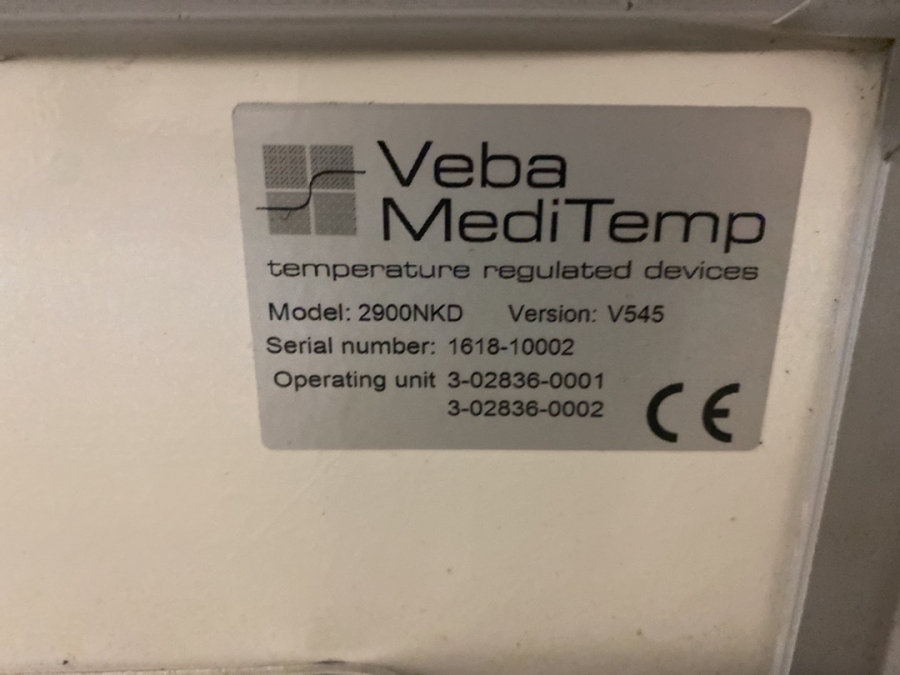 Veba
MediTemp
temperature regulated devices
Model: 2900NKD Version: V545
Serial number: 1618-10002
Operating unit 3-02836-0001
3-02836-0002
CE